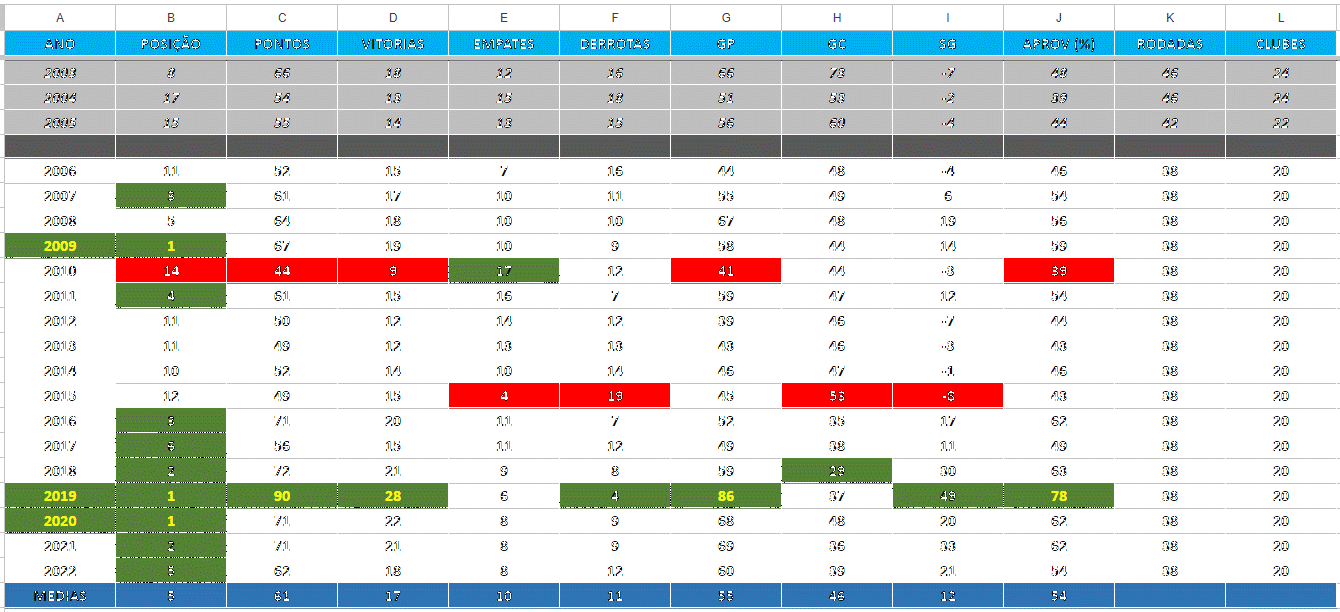 A B C D E F G H I J K L
ANO POSIÇÃO PONTOS VITORIAS EMPATES DERROTAS GP GC SG APROV (%) RODADAS CLUBES
2003 8 66 18 12 16 66 73 -7 48 46 24
2004 17 54 13 15 18 51 53 -2 39 46 24
2005 15 55 14 13 15 56 60 -4 44 42 22
2006 11 52 15 7 16 44 48 -4 46 38 20
2007 3 61 17 10 11 55 49 6 54 38 20
2008 5 64 18 10 10 67 48 19 56 38 20
2009 1 67 19 10 9 58 44 14 59 38 20
2010 14 44 9 17 12 41 44 -3 39 38 20
2011 4 61 15 16 7 59 47 12 54 38 20
2012 11 50 12 14 12 39 46 -7 44 38 20
2013 11 49 12 13 13 43 46 -3 43 38 20
2014 10 52 14 10 14 46 47 -1 46 38 20
2015 12 49 15 4 19 45 53 -8 43 38 20
2016 3 71 20 11 7 52 35 17 62 38 20
2017 6 56 15 11 12 49 38 11 49 38 20
2018 2 72 21 9 8 59 29 30 63 38 20
2019 1 90 28 6 4 86 37 49 78 38 20
2020 1 71 22 8 9 68 48 20 62 38 20
2021 2 71 21 8 9 69 36 33 62 38 20
2022 5 62 18 8 12 60 39 21 54 38 20
MEDIAS 61 17 10 11 55 12 54